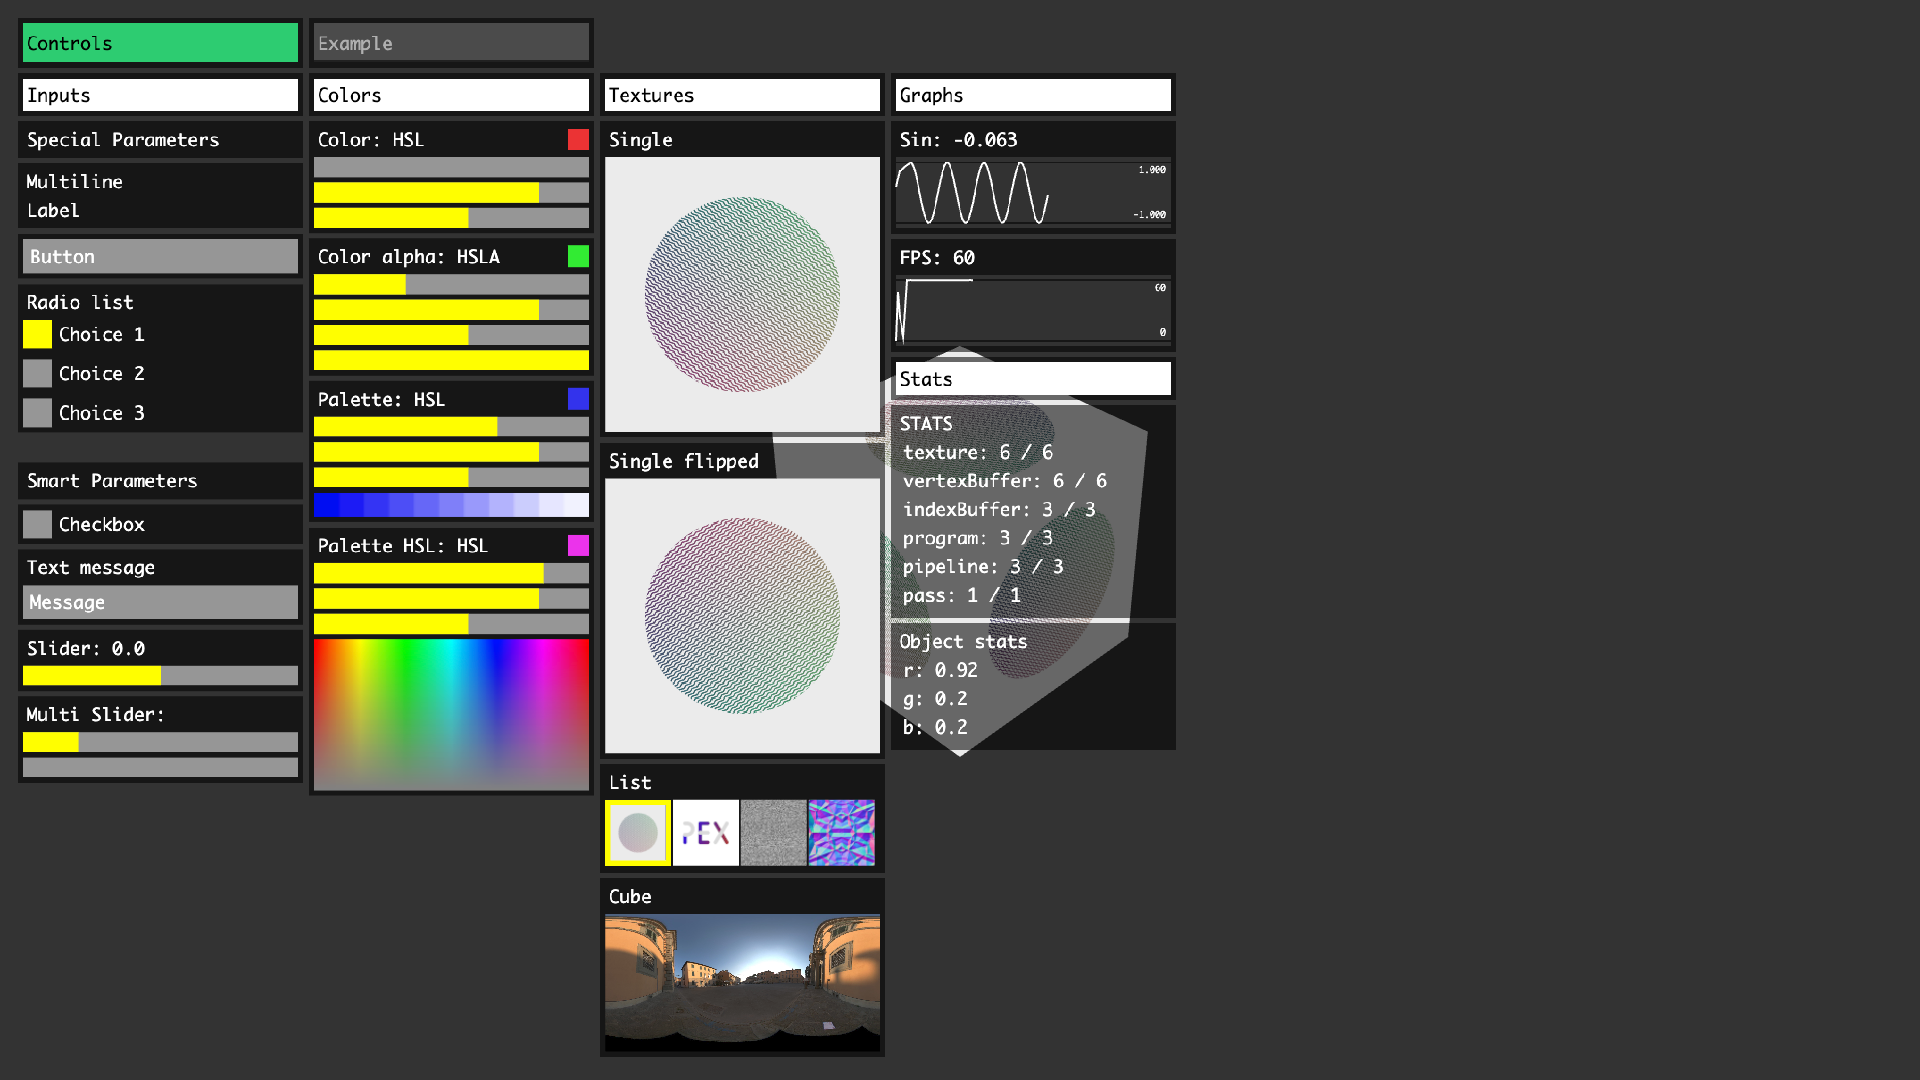 Controls
Example
Inputs
Special Parameters
Multiline
Label
Button
Radio list
Choice 1
Choice 2
Choice 3
Smart Parameters
Checkbox
Text message
Message
Slider: 0.0
Multi Slider:
Colors
Color: HSL
Color alpha: HSLA
Palette: HSL
Palette HSL: HSL
Textures
Single
Single flipped
List
PEX
Cube
Graphs
Sin: -0.063
1.000
-1.000
FPS: 60
60
0
Stats
STATS
texture: 6 / 6
vertexBuffer: 6 / 6
indexBuffer: 3 / 3
program: 3 / 3
pipeline: 3 / 3
pass: 1 / 1
Object stats
r: 0.92
g: 0.2
b: 0.2